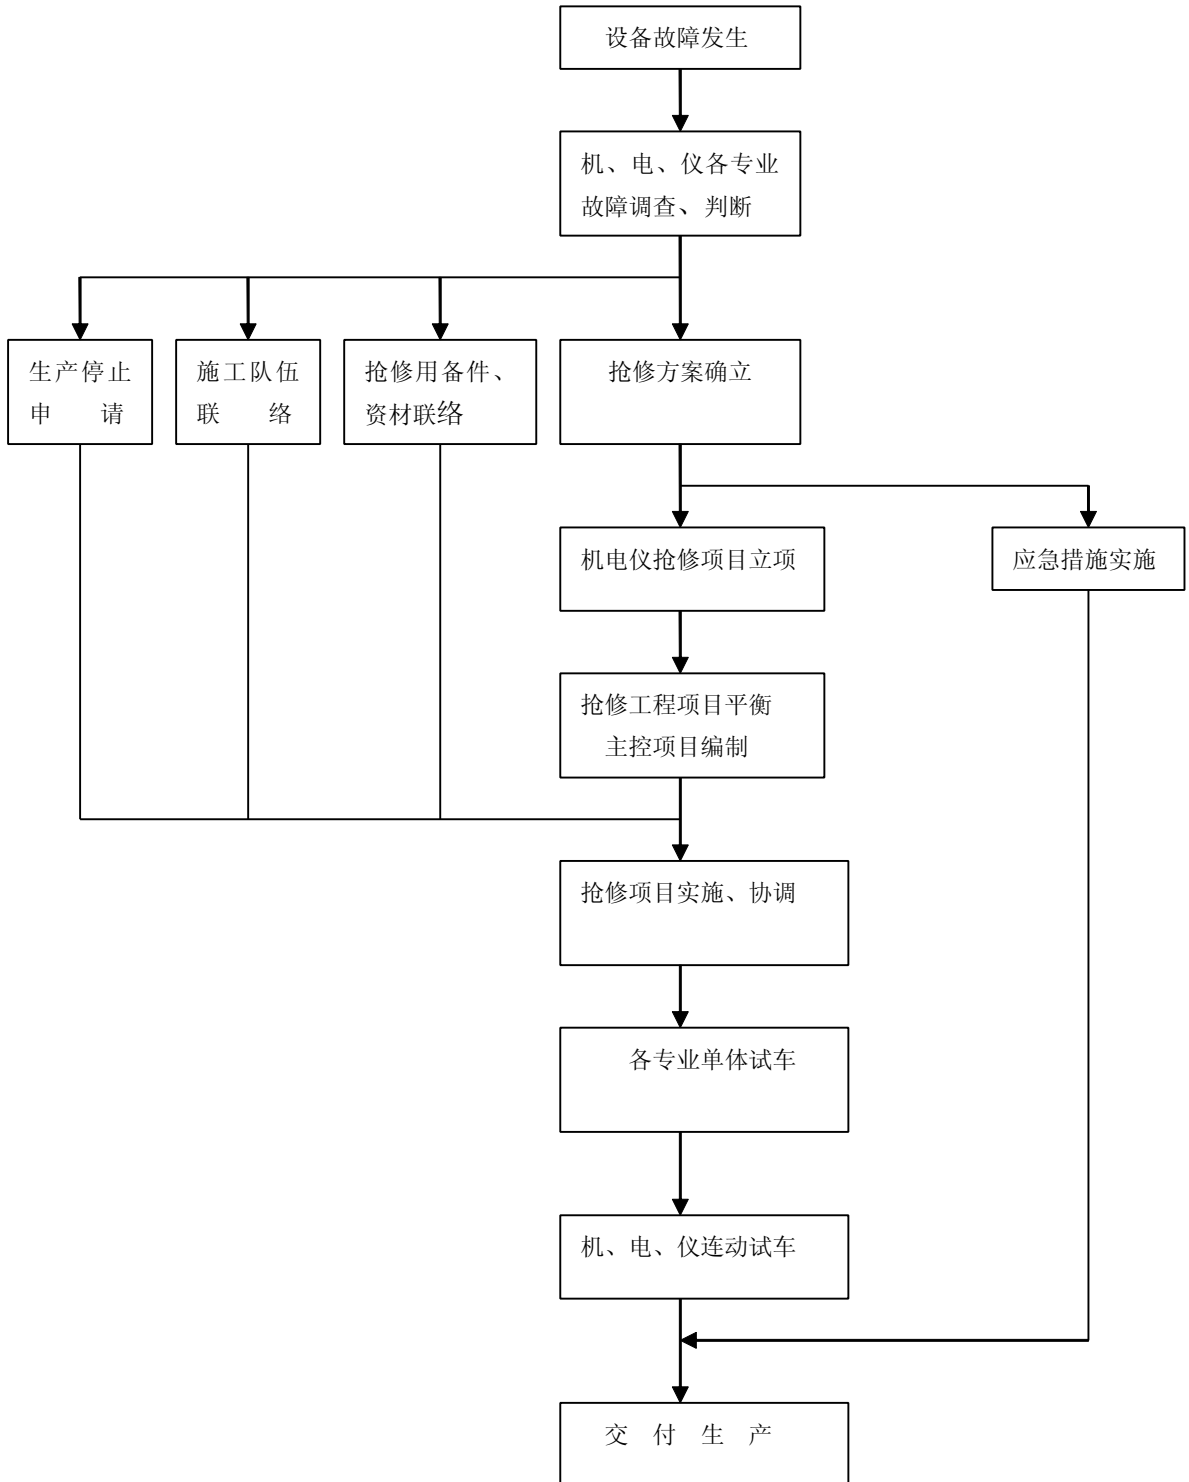 设备故障发生
机、电、仪各专业
故障调查、判断
生产停止
申 请
施工队伍
联 络
抢修用备件、
资材联络
抢修方案确立
机电仪抢修项目立项
应急措施实施
抢修工程项目平衡
主控项目编制
抢修项目实施、协调
各专业单体试车
机、电、仪连动试车
交 付 生 产